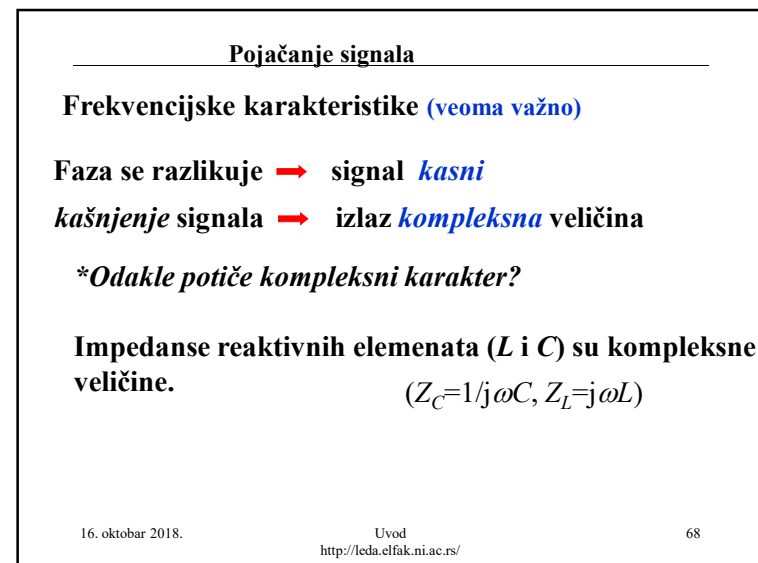 Pojačanje signala
Frekvencijske karakteristike (veoma važno)
Faza se razlikuje → signal kasni
kašnjenje signala → izlaz kompleksna veličina
*Odakle potiče kompleksni karakter?
Impedanse reaktivnih elemenata (L i C) su kompleksne
veličine.
(Z_C=1/jωC, Z_L=jωL)
16. oktobar 2018.
Uvod
http://leda.elfak.ni.ac.rs/
68